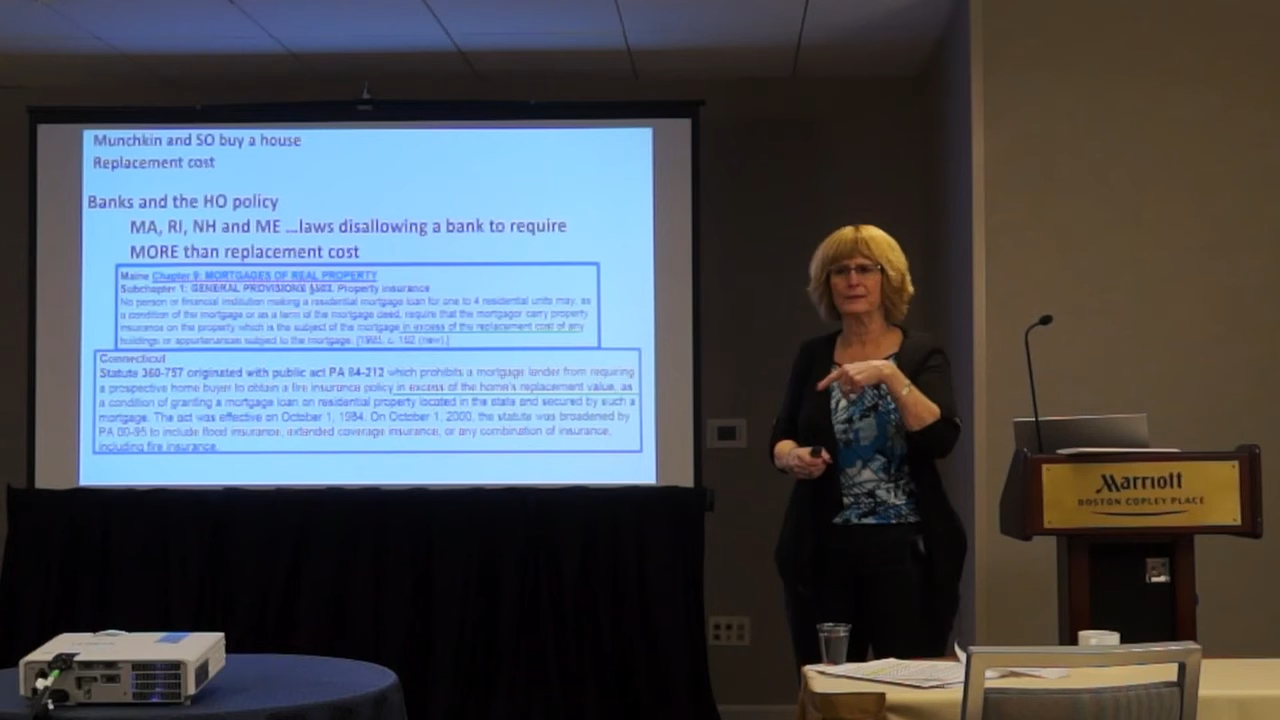 Munchkin and SO buy a house
Replacement cost
Banks and the HO policy
MA, RI, NH and ME ...laws disallowing a bank to require
MORE than replacement cost
Maine Chapter 9: MORTGAGES OF REAL PROPERTY
Subchapter 1: GENERAL PROVISIONS §503. Property insurance
No person or financial institution making a residential mortgage loan for one to 4 residential units may, as
a condition of the mortgage or as a term of the mortgage deed, require that the mortgagor carry property
insurance on the property which is the subject of the mortgage in excess of the replacement cost of any
buildings or appurtenances subject to the mortgage.
Connecticut
Statute 36a-757 originated with public act PA 84-212 which prohibits a mortgage lender from requiring
a prospective home buyer to obtain a fire insurance policy in excess of the home's replacement value, as
a condition of granting a mortgage loan on residential property located in the state and secured by such a
mortgage. The act was effective on October 1, 1984. On October 1, 2000, the statute was broadened by
PA 00-95 to include flood insurance, extended coverage insurance, or any combination of insurance,
including fire insurance.
Marriott
BOSTON COPLEY PLACE